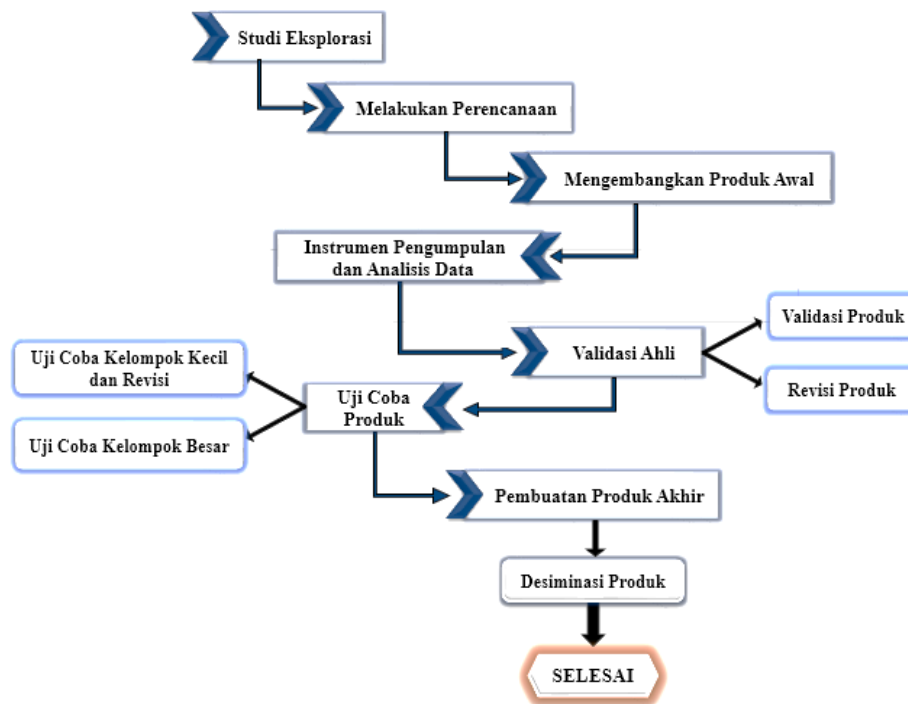 Studi Eksplorasi
Melakukan Perencanaan
Mengembangkan Produk Awal
Instrumen Pengumpulan
dan Analisis Data
Validasi Ahli
Validasi Produk
Revisi Produk
Uji Coba
Produk
Uji Coba Kelompok Kecil
dan Revisi
Uji Coba Kelompok Besar
Pembuatan Produk Akhir
Desiminasi Produk
SELESAI